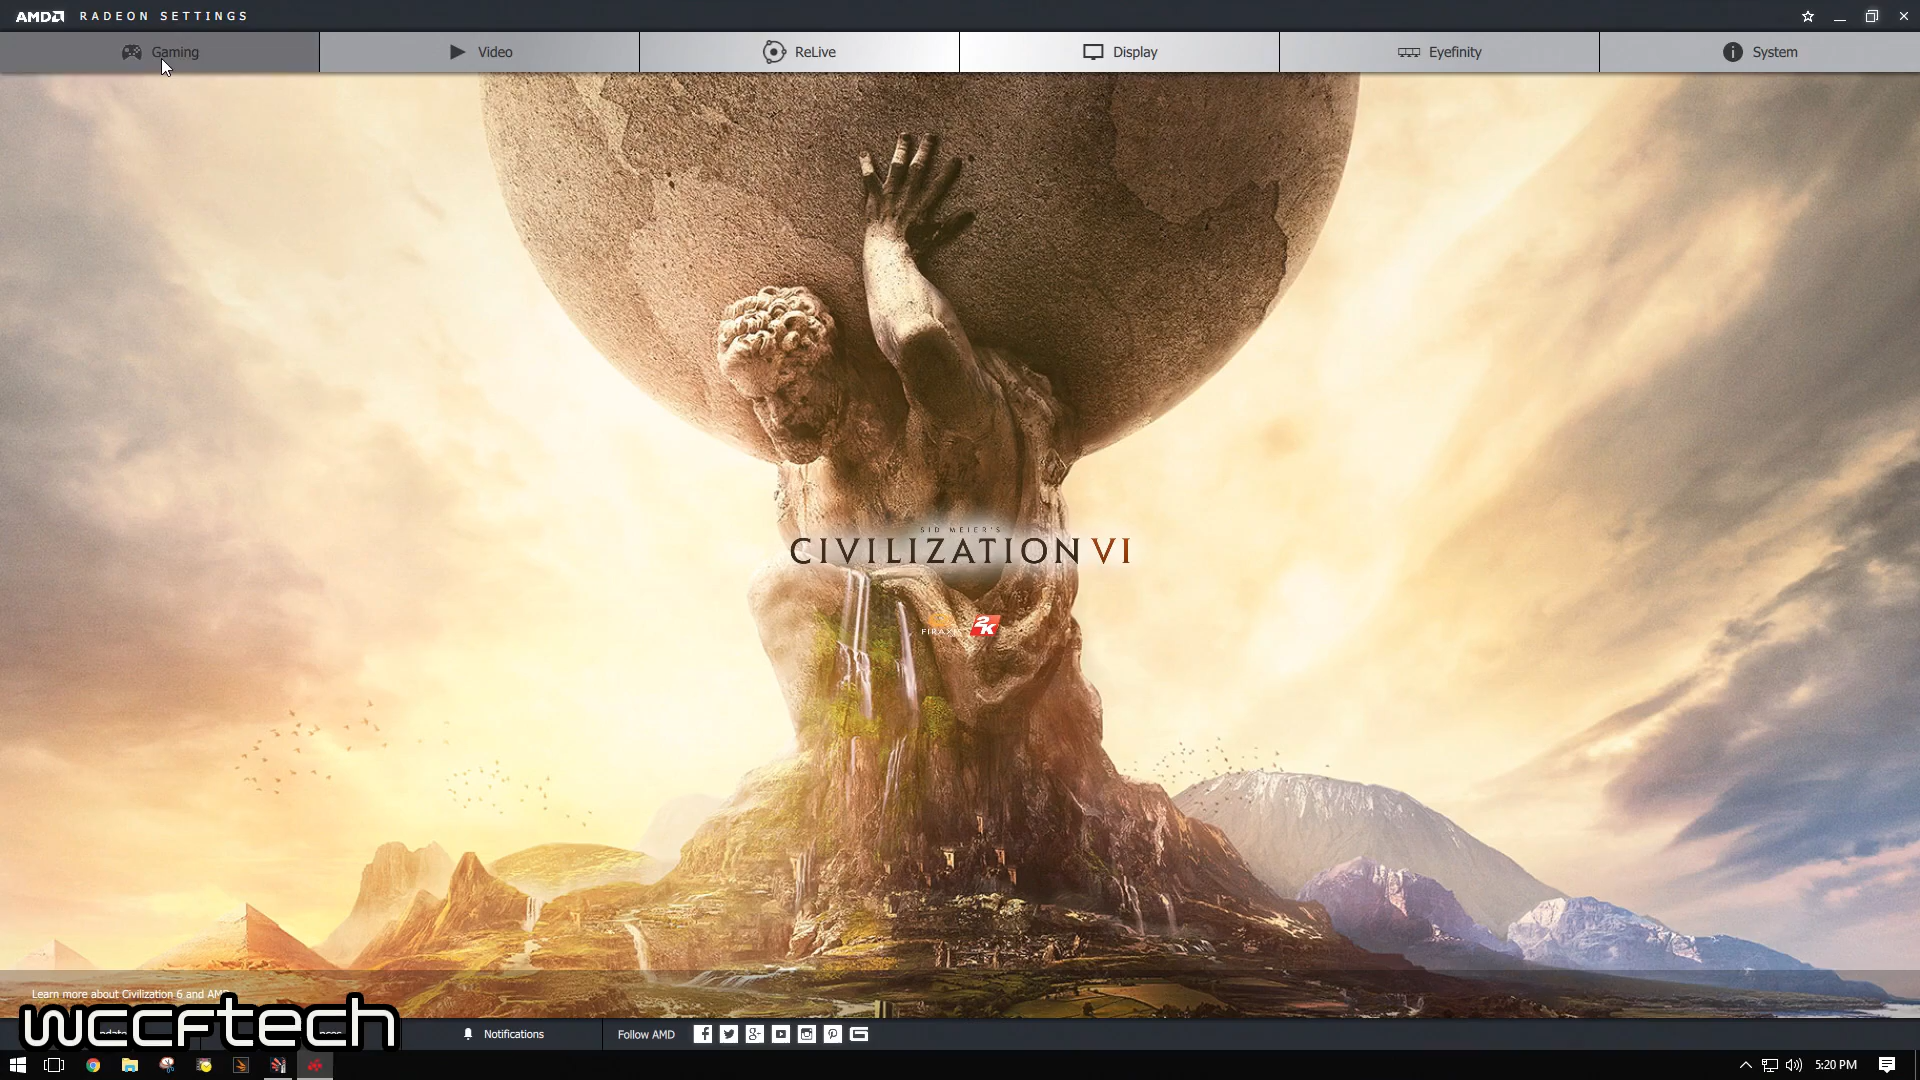 AMD RADEON SETTINGS
Gaming
Video
ReLive
Display
Eyefinity
System
SID MEIER'S
CIVILIZATION VI
2K
Learn more about Civilization 6 and
wccftech
Notifications
Follow AMD
5:20 PM